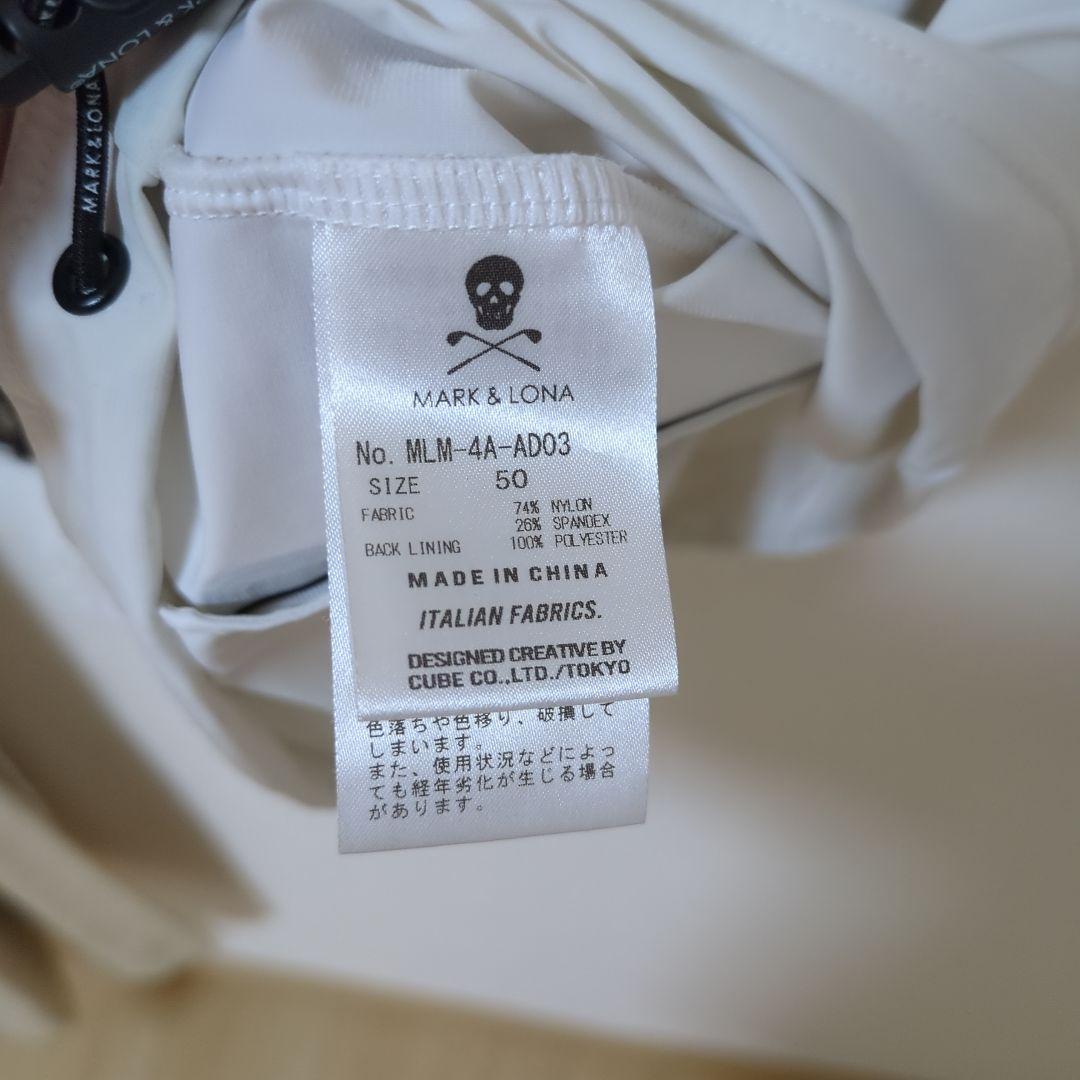 MARK & LONA
MARK & LONA
No. MLM-4A-AD03
SIZE 50
FABRIC 74% NYLON
26% SPANDEX
BACK LINING 100% POLYESTER
MADE IN CHINA
ITALIAN FABRICS.
DESIGNED CREATIVE BY
CUBE CO.,LTD./TOKYO
色落ちや色移り、破損して
しまいます。
また、使用状況などによっ
ても経年劣化が生じる場合
があります。